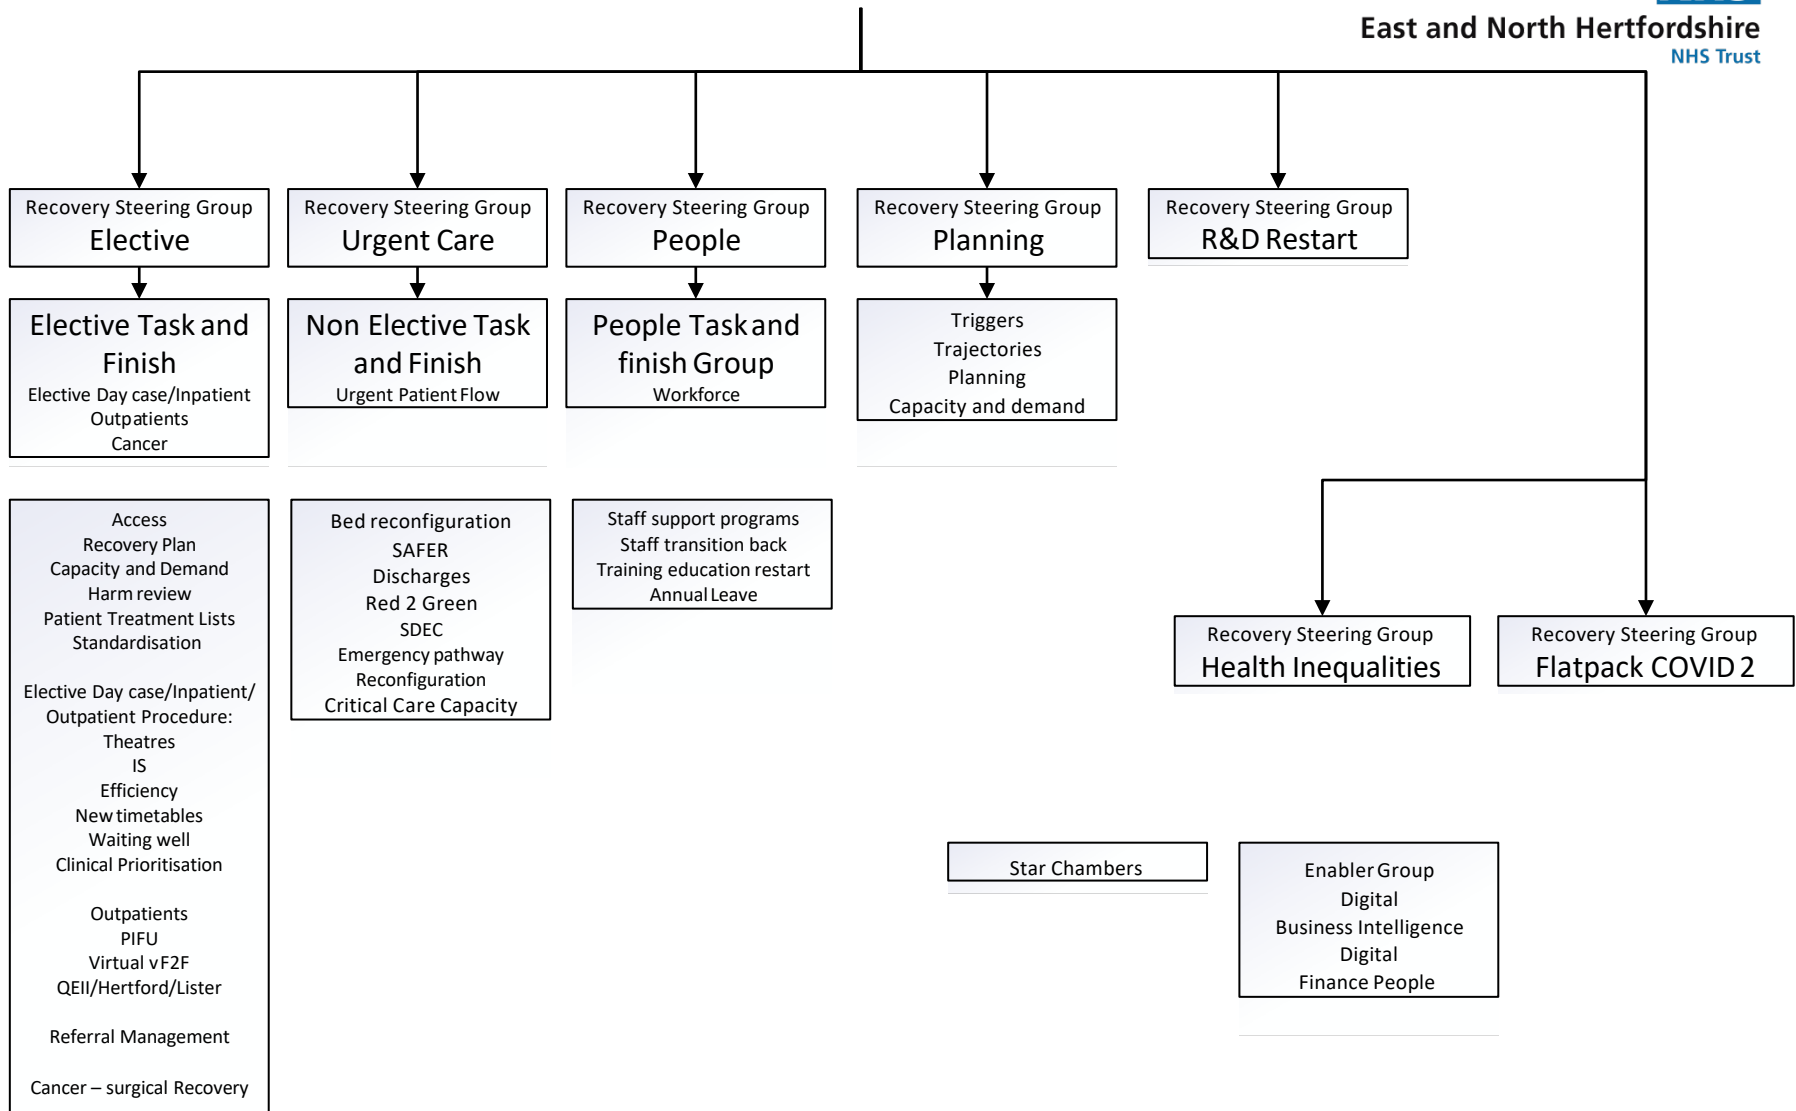 East and North Hertfordshire
NHS Trust
Recovery Steering Group
Elective
Recovery Steering Group
Urgent Care
Recovery Steering Group
People
Recovery Steering Group
Planning
Recovery Steering Group
R&D Restart
Elective Task and
Finish
Elective Day case/Inpatient
Outpatients
Cancer
Non Elective Task
and Finish
Urgent Patient Flow
People Task and
finish Group
Workforce
Triggers
Trajectories
Planning
Capacity and demand
Access
Recovery Plan
Capacity and Demand
Harm review
Patient Treatment Lists
Standardisation
Elective Day case/Inpatient/
Outpatient Procedure:
Theatres
IS
Efficiency
New timetables
Waiting well
Clinical Prioritisation
Outpatients
PIFU
Virtual v F2F
QEII/Hertford/Lister
Referral Management
Cancer – surgical Recovery
Bed reconfiguration
SAFER
Discharges
Red 2 Green
SDEC
Emergency pathway
Reconfiguration
Critical Care Capacity
Staff support programs
Staff transition back
Training education restart
Annual Leave
Recovery Steering Group
Health Inequalities
Recovery Steering Group
Flatpack COVID 2
Star Chambers
Enabler Group
Digital
Business Intelligence
Digital
Finance People